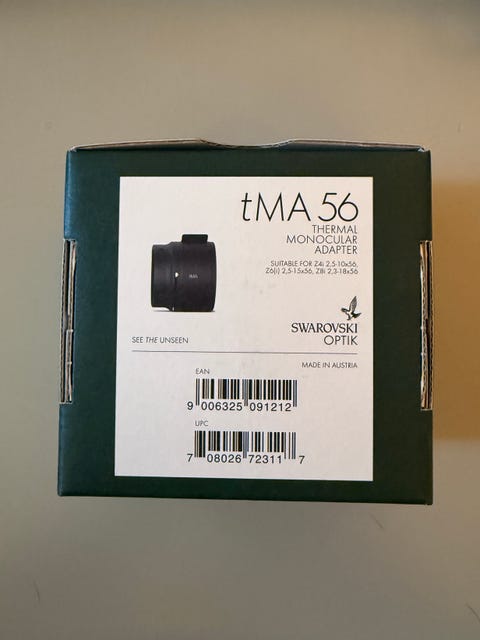 tMA 56
THERMAL
MONOCULAR
ADAPTER
SUITABLE FOR Z4i 2,5-10x56,
Z6(i) 2,5-15x56, Z8i 2,3-18x56
tMA
SWAROVSKI
OPTIK
SEE THE UNSEEN
MADE IN AUSTRIA
EAN
9 006325 091212
UPC
7 08026 72311 7